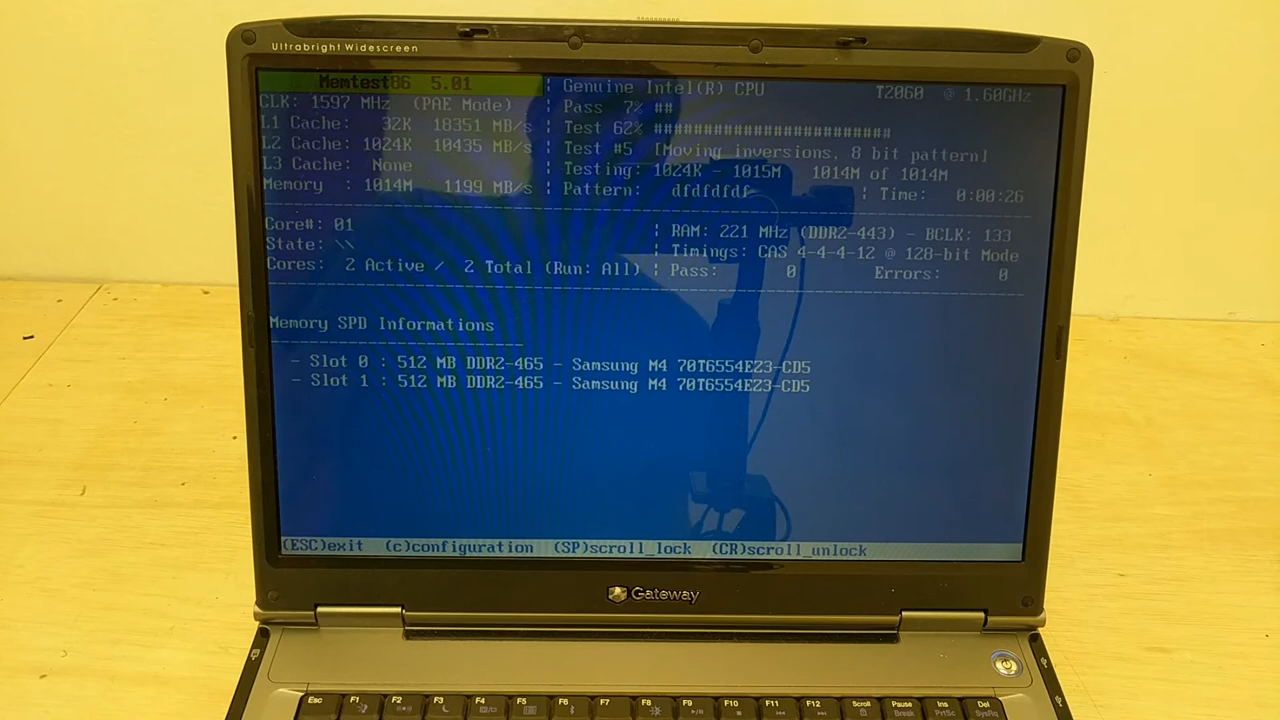 Ultrabright Widescreen
Memtest86 5.01 | Genuine Intel(R) CPU T2060 @ 1.60GHz
CLK: 1597 MHz (PAE Mode) | Pass 7% ##
L1 Cache: 32K 18351 MB/s | Test 62% ########################
L2 Cache: 1024K 10435 MB/s | Test #5 [Moving inversions, 8 bit pattern]
L3 Cache: None | Testing: 1024K - 1015M 1014M of 1014M
Memory : 1014M 1199 MB/s | Pattern: dfdfdfdf | Time: 0:00:26
Core#: 01 | RAM: 221 MHz (DDR2-443) - BCLK: 133
State: \\ | Timings: CAS 4-4-4-12 @ 128-bit Mode
Cores: 2 Active / 2 Total (Run: All) | Pass: 0 Errors: 0
Memory SPD Informations
- Slot 0 : 512 MB DDR2-465 - Samsung M4 70T6554EZ3-CD5
- Slot 1 : 512 MB DDR2-465 - Samsung M4 70T6554EZ3-CD5
(ESC)exit (c)configuration (SP)scroll_lock (CR)scroll_unlock
Gateway
Esc F1 F2 F3 F4 F5 F6 F7 F8 F9 F10 F11 F12 Scroll Pause Break Ins PrtSc Del SysRq